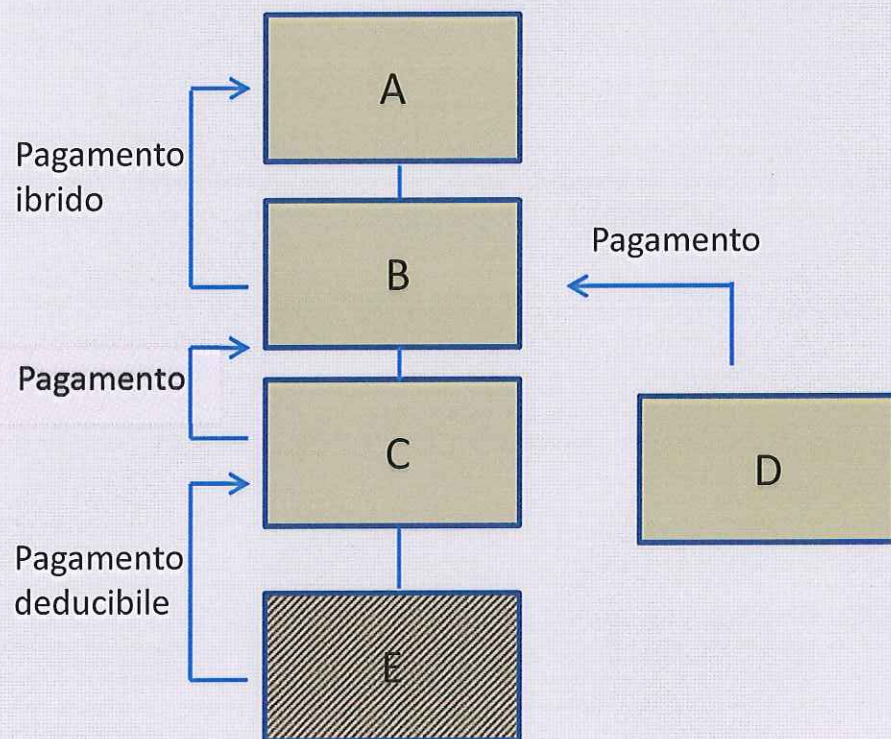 A
Pagamento
ibrido
B
Pagamento
Pagamento
C
D
Pagamento
deducibile
E